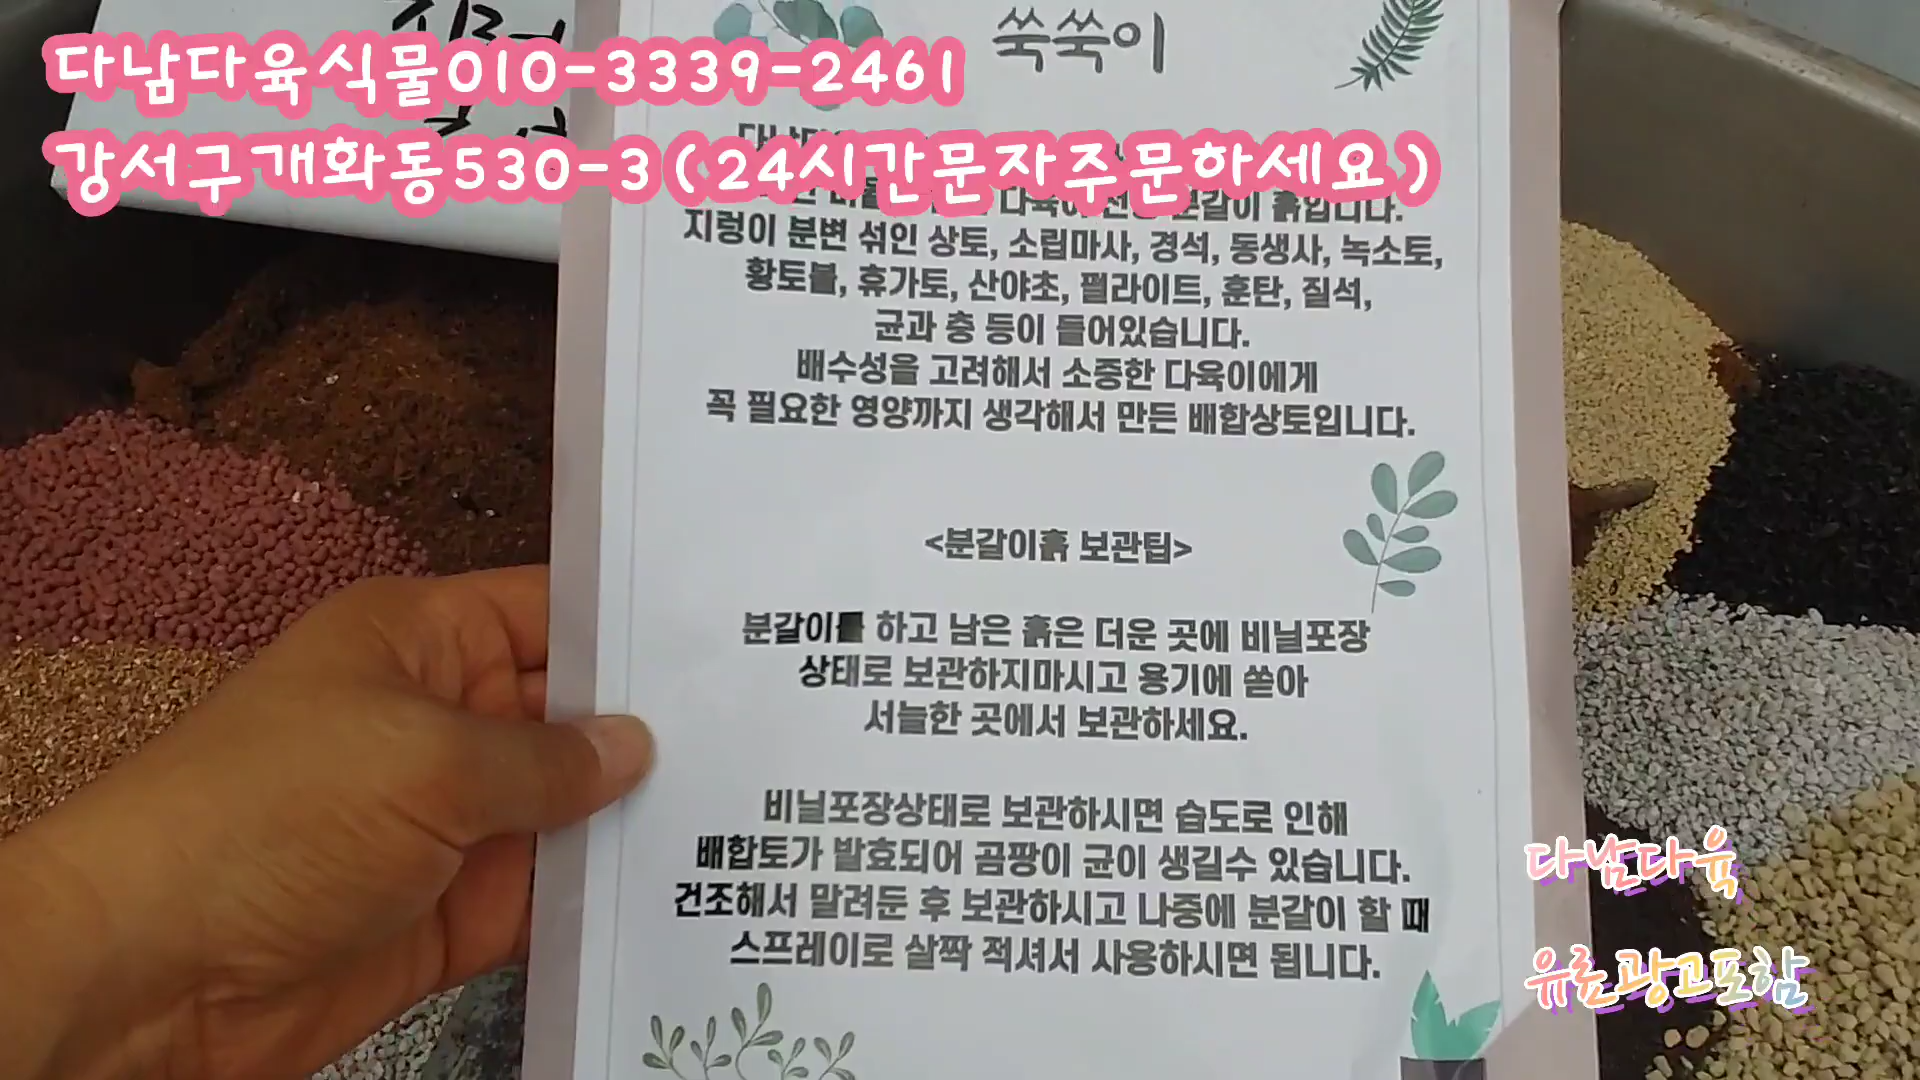 다남다육식물010-3339-2461
강서구개화동530-3(24시간문자주문하세요)
쑥쑥이
분갈이 흙입니다.
지렁이 분변 섞인 상토, 소립마사, 경석, 동생사, 녹소토,
황토볼, 휴가토, 산야초, 펄라이트, 훈탄, 질석,
균과 충 등이 들어있습니다.
배수성을 고려해서 소중한 다육이에게
꼭 필요한 영양까지 생각해서 만든 배합상토입니다.
<분갈이흙 보관팁>
분갈이를 하고 남은 흙은 더운 곳에 비닐포장
상태로 보관하지마시고 용기에 쏟아
서늘한 곳에서 보관하세요.
비닐포장상태로 보관하시면 습도로 인해
배합토가 발효되어 곰팡이 균이 생길수 있습니다.
건조해서 말려둔 후 보관하시고 나중에 분갈이 할 때
스프레이로 살짝 적셔서 사용하시면 됩니다.
다남다육
유료광고포함